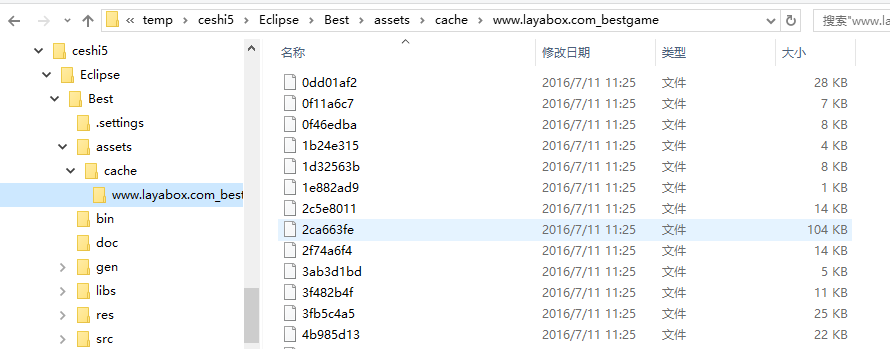 « temp › ceshi5 › Eclipse › Best › assets › cache › www.layabox.com_bestgame
搜索"www.la
ceshi5
Eclipse
Best
.settings
assets
cache
www.layabox.com_best
bin
doc
gen
libs
res
src
名称 修改日期 类型 大小
0dd01af2 2016/7/11 11:25 文件 28 KB
0f11a6c7 2016/7/11 11:25 文件 7 KB
0f46edba 2016/7/11 11:25 文件 8 KB
1b24e315 2016/7/11 11:25 文件 4 KB
1d32563b 2016/7/11 11:25 文件 8 KB
1e882ad9 2016/7/11 11:25 文件 1 KB
2c5e8011 2016/7/11 11:25 文件 14 KB
2ca663fe 2016/7/11 11:25 文件 104 KB
2f74a6f4 2016/7/11 11:25 文件 14 KB
3ab3d1bd 2016/7/11 11:25 文件 5 KB
3f482b4f 2016/7/11 11:25 文件 11 KB
3fb5c4a5 2016/7/11 11:25 文件 25 KB
4b985d13 2016/7/11 11:25 文件 22 KB